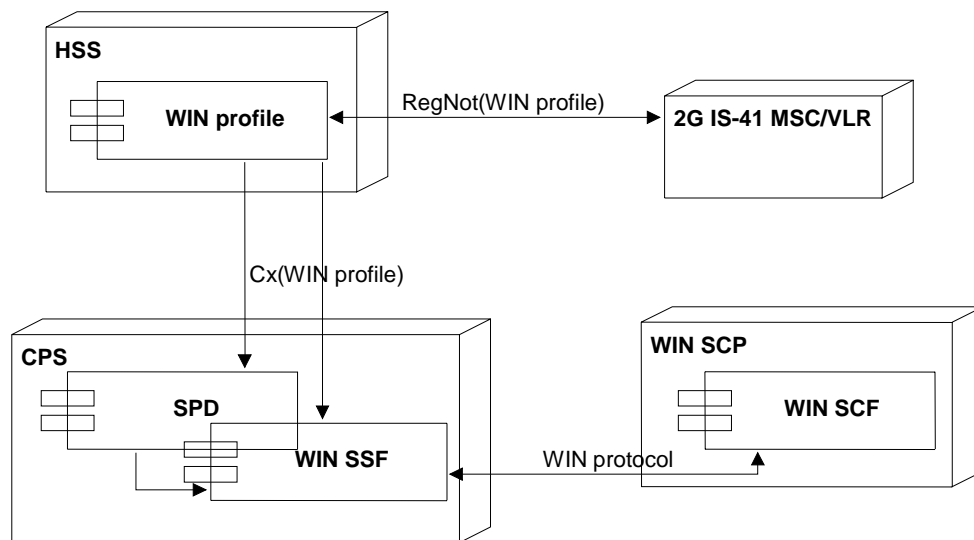 HSS
WIN profile
RegNot(WIN profile)
2G IS-41 MSC/VLR
Cx(WIN profile)
CPS
SPD
WIN SSF
WIN protocol
WIN SCP
WIN SCF